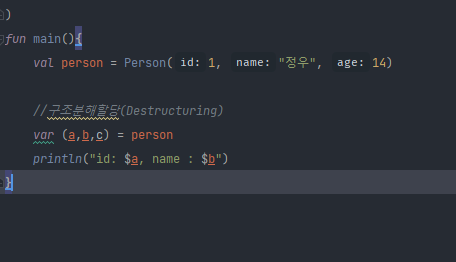 )
fun main(){
val person = Person( id: 1, name: "정우", age: 14)
//구조분해할당(Destructuring)
var (a,b,c) = person
println("id: $a, name : $b")
}